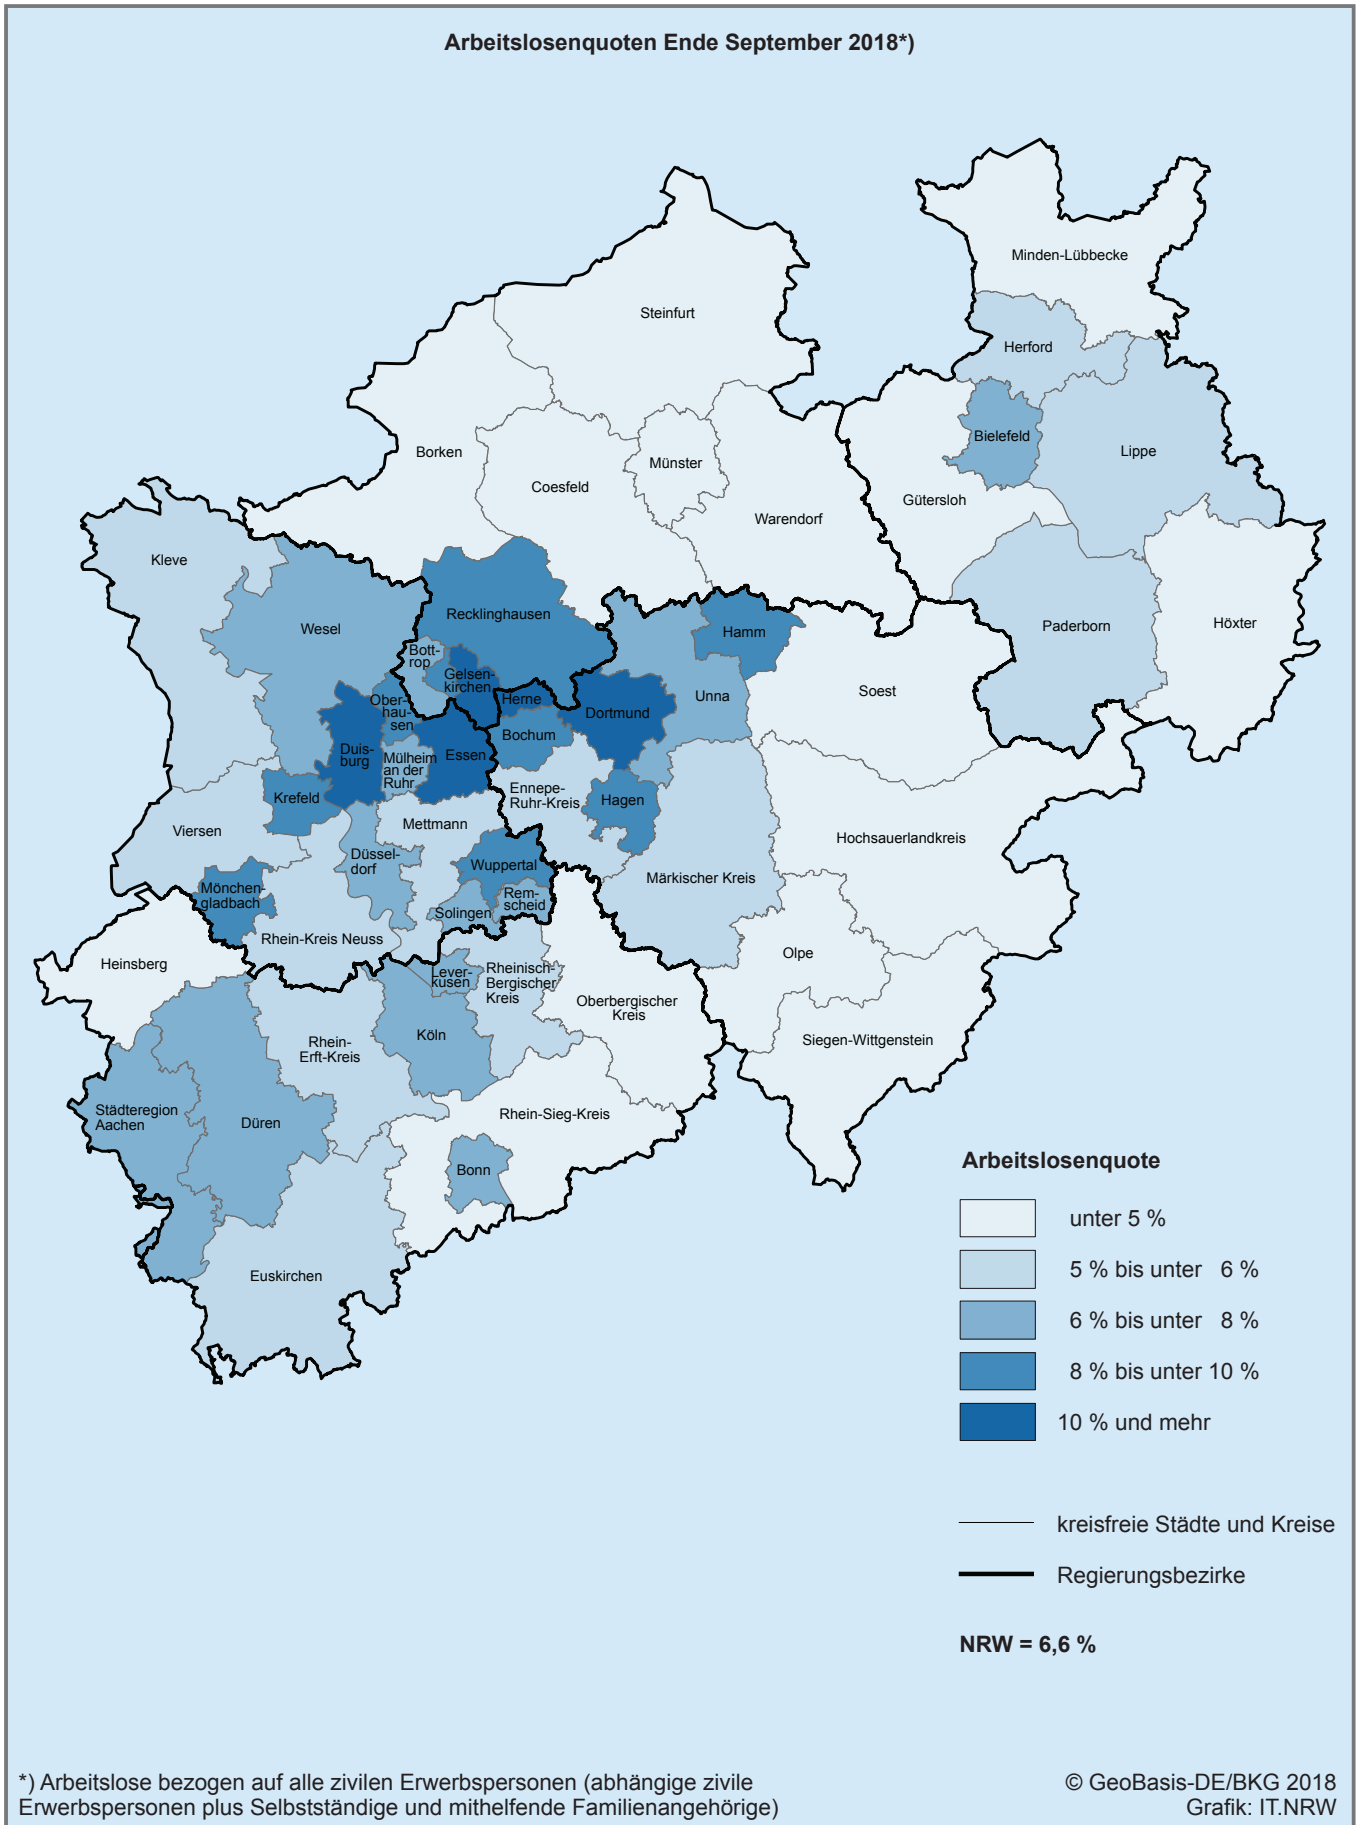 Arbeitslosenquoten Ende September 2018*)
Minden-Lübbecke
Steinfurt
Herford
Bielefeld
Lippe
Borken
Münster
Coesfeld
Gütersloh
Warendorf
Kleve
Recklinghausen
Wesel
Hamm
Paderborn
Höxter
Bott-
rop
Gelsen-
kirchen
Soest
Unna
Ober-
hau-
sen
Herne
Dortmund
Bochum
Duis-
burg
Essen
Mülheim
an der
Ruhr
Krefeld
Ennepe-
Ruhr-Kreis
Hagen
Viersen
Mettmann
Hochsauerlandkreis
Düssel-
dorf
Wuppertal
Märkischer Kreis
Mönchen-
gladbach
Rem-
scheid
Solingen
Rhein-Kreis Neuss
Olpe
Heinsberg
Lever-
kusen
Rheinisch-
Bergischer
Kreis
Oberbergischer
Kreis
Köln
Rhein-
Erft-Kreis
Siegen-Wittgenstein
Städteregion
Aachen
Düren
Rhein-Sieg-Kreis
Bonn
Euskirchen
Arbeitslosenquote
unter 5 %
5 % bis unter 6 %
6 % bis unter 8 %
8 % bis unter 10 %
10 % und mehr
kreisfreie Städte und Kreise
Regierungsbezirke
NRW = 6,6 %
*) Arbeitslose bezogen auf alle zivilen Erwerbspersonen (abhängige zivile
Erwerbspersonen plus Selbstständige und mithelfende Familienangehörige)
© GeoBasis-DE/BKG 2018
Grafik: IT.NRW